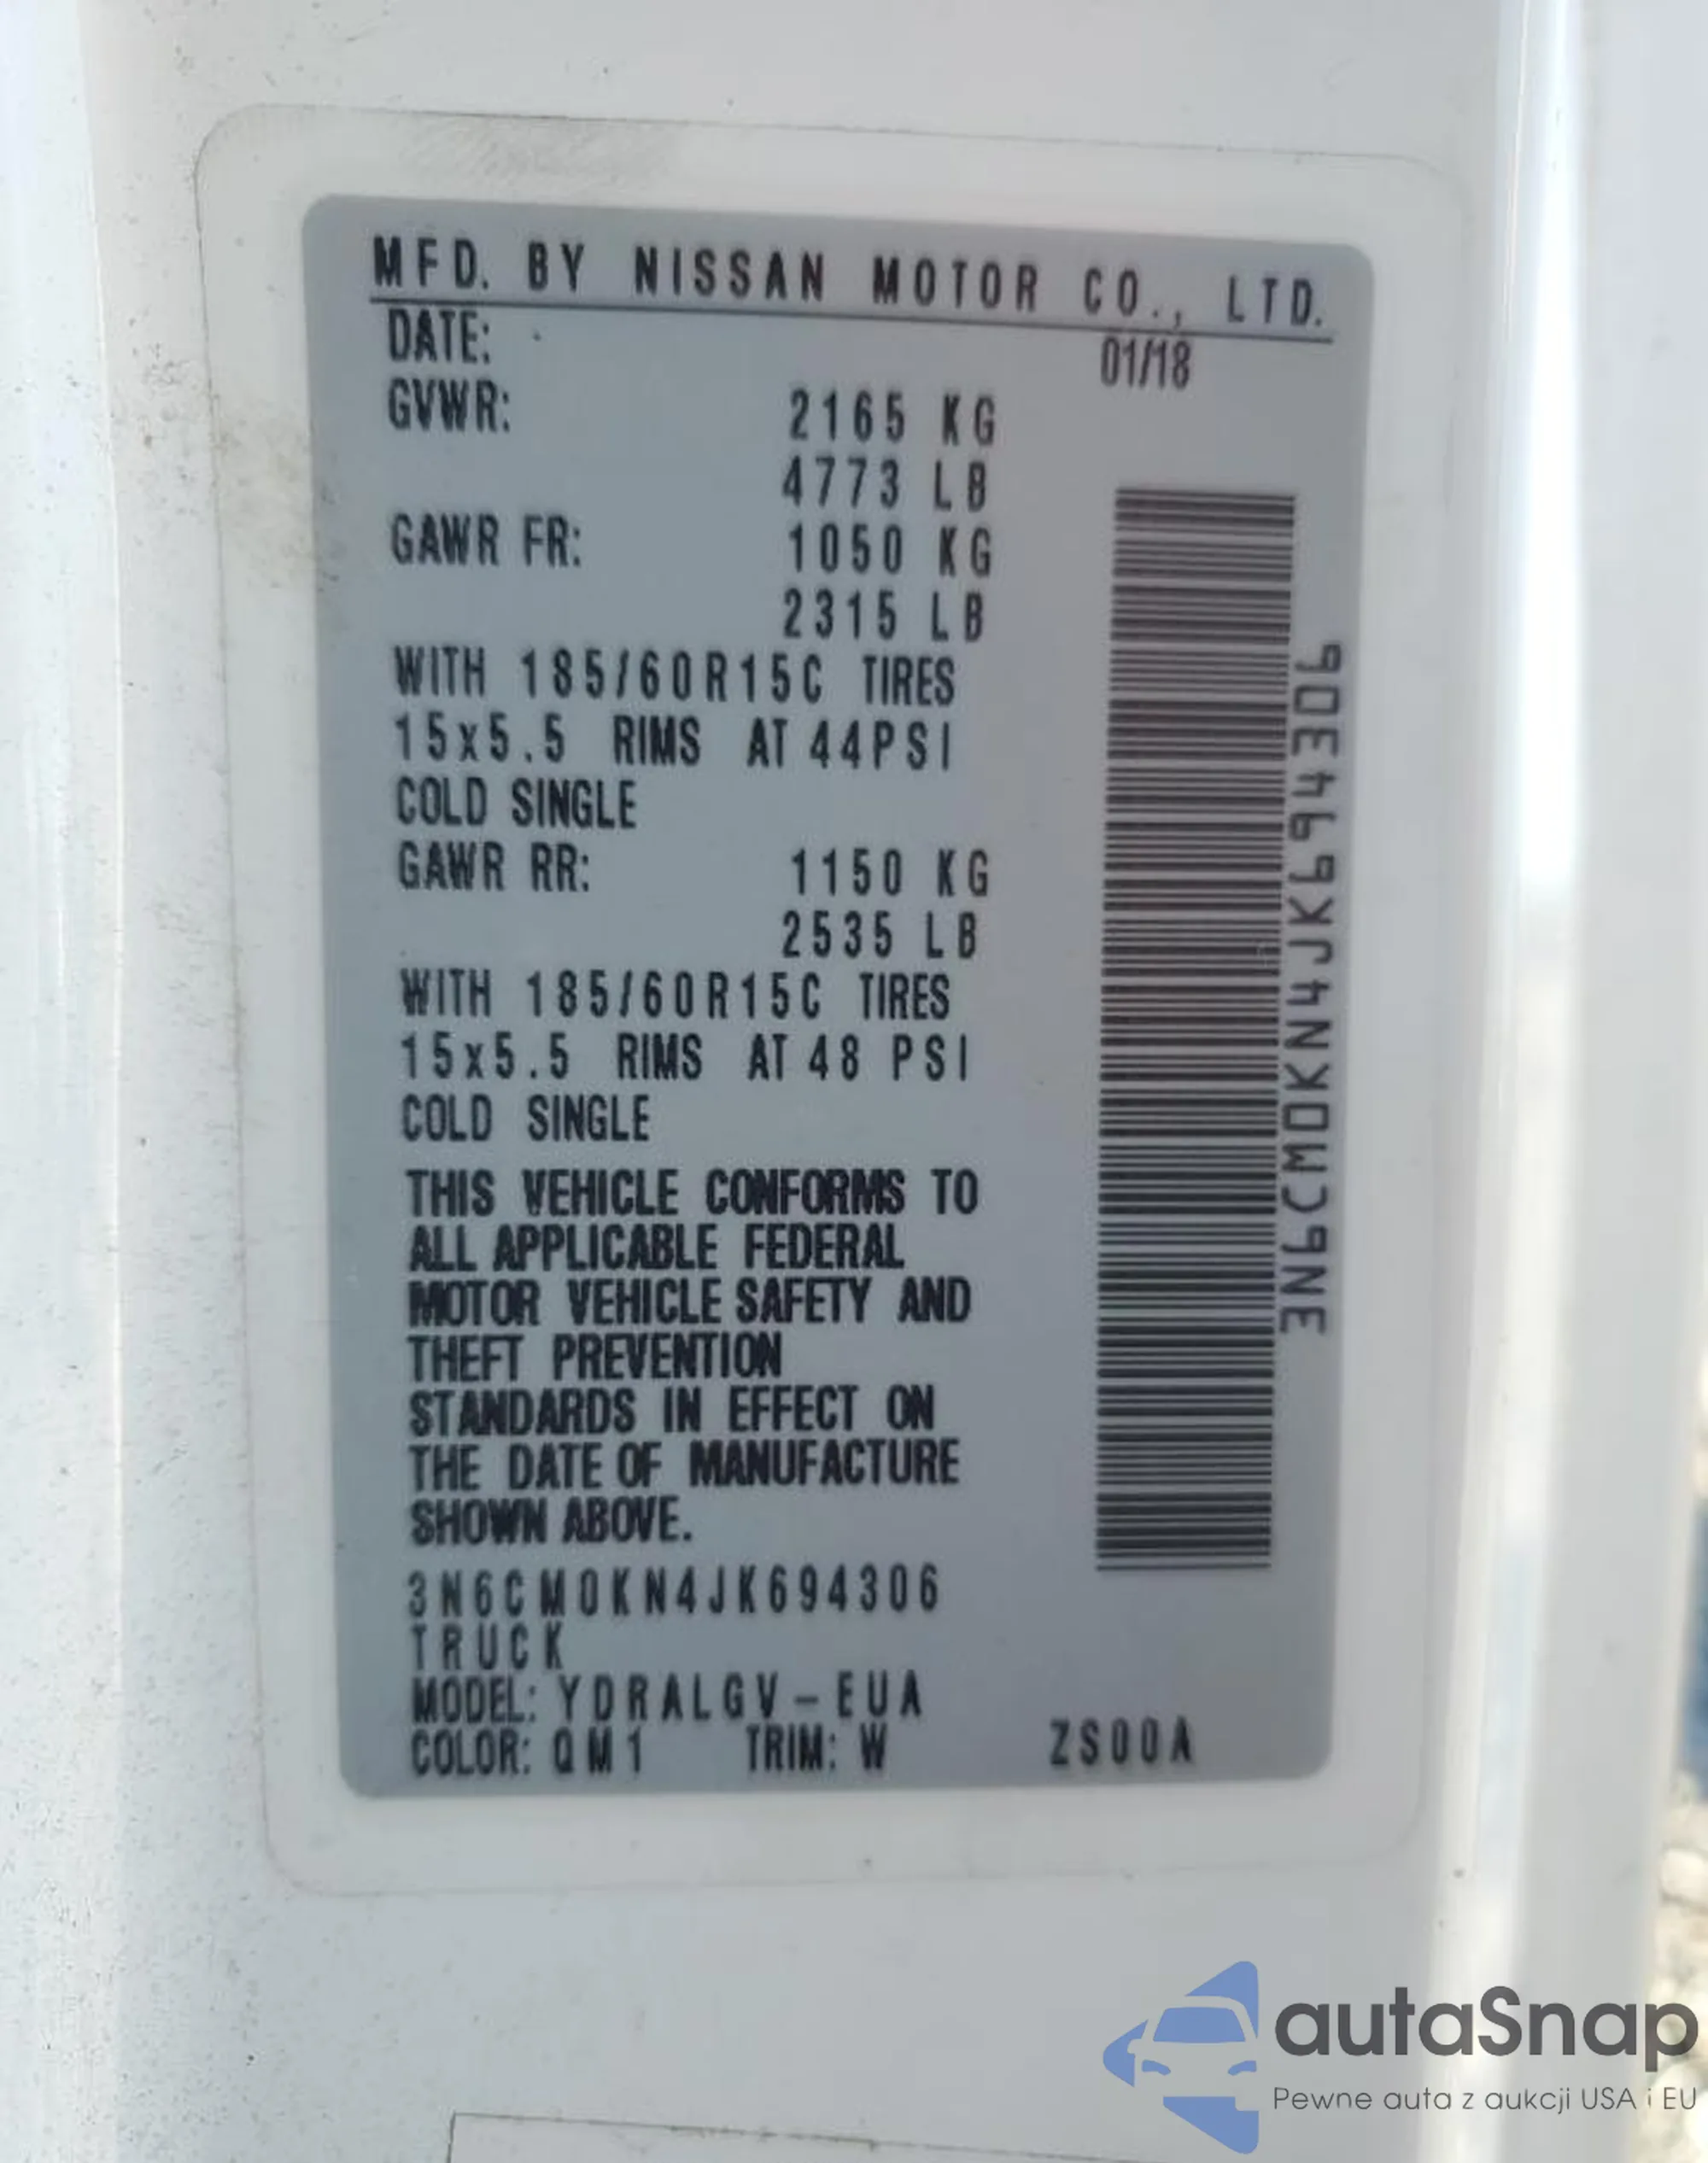 MFD. BY NISSAN MOTOR CO., LTD.
DATE: 01/18
GVWR: 2165 KG
4773 LB
GAWR FR: 1050 KG
2315 LB
WITH 185/60R15C TIRES
15x5.5 RIMS AT 44PSI
COLD SINGLE
GAWR RR: 1150 KG
2535 LB
WITH 185/60R15C TIRES
15x5.5 RIMS AT 48 PSI
COLD SINGLE
THIS VEHICLE CONFORMS TO
ALL APPLICABLE FEDERAL
MOTOR VEHICLE SAFETY AND
THEFT PREVENTION
STANDARDS IN EFFECT ON
THE DATE OF MANUFACTURE
SHOWN ABOVE.
3N6CM0KN4JK694306
TRUCK
MODEL: YDRALGV-EUA
COLOR: QM1 TRIM: W ZS00A
3N6CM0KN4JK694306
autaSnap
Pewne auta z aukcji USA i EU